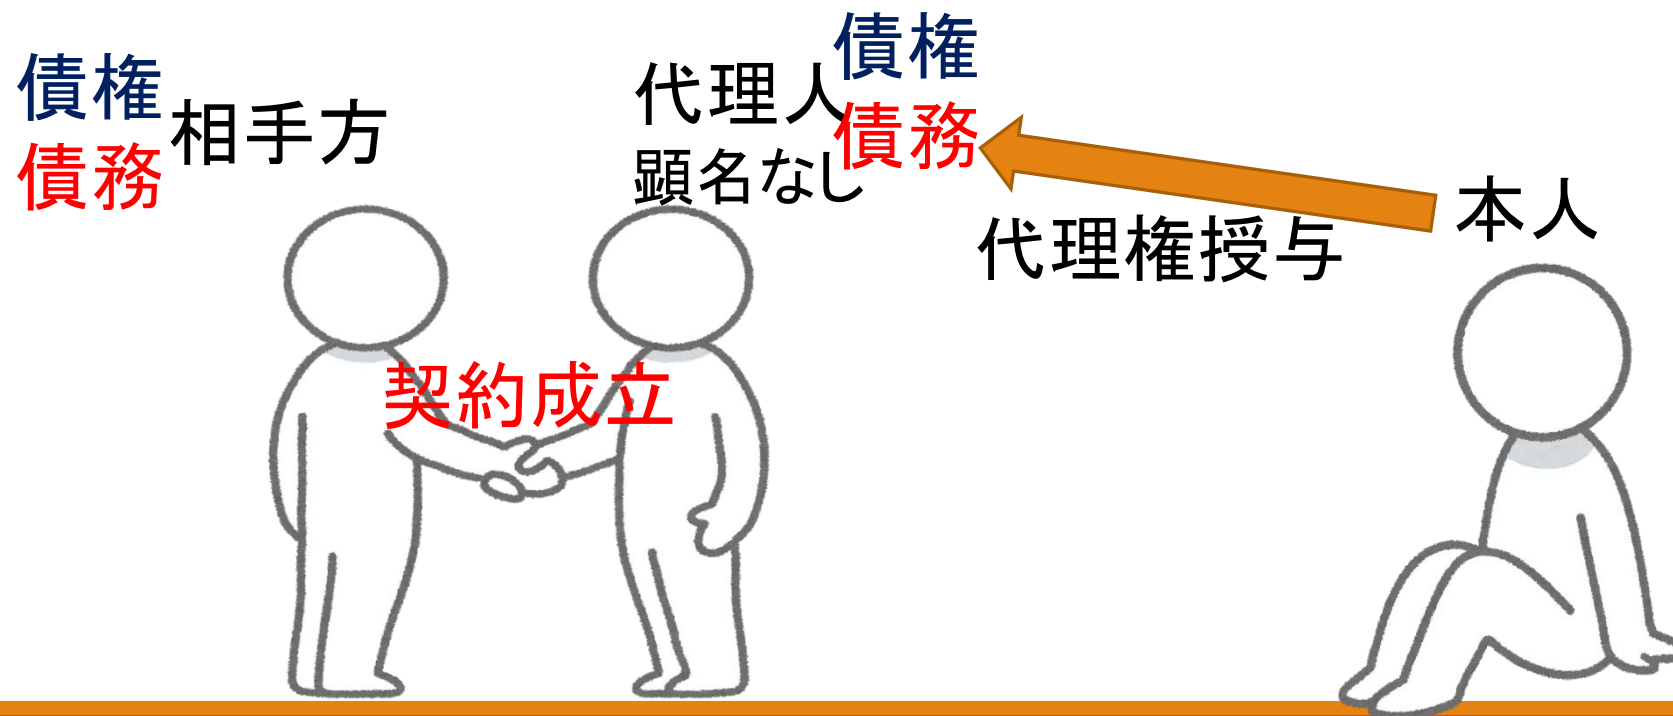 債権
債務
相手方
代理人
顕名なし
債権
債務
代理権授与
本人
契約成立